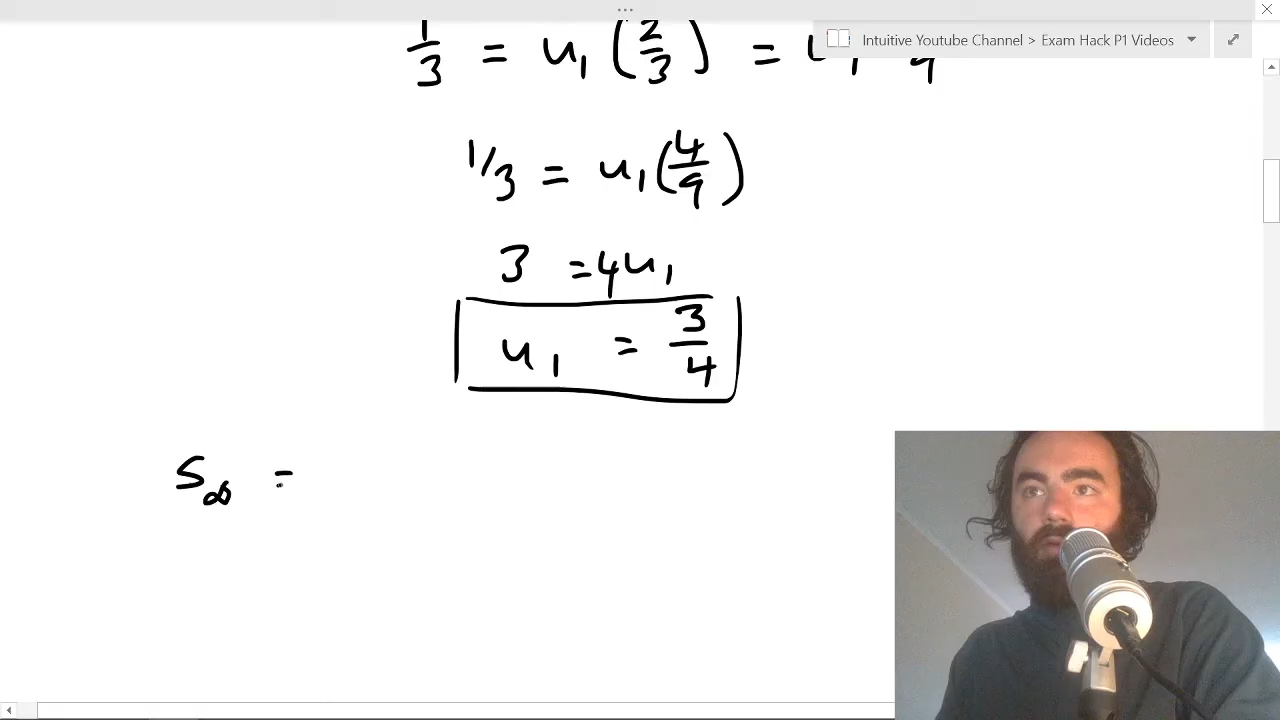 Intuitive Youtube Channel > Exam Hack P1 Videos
1/3 = u₁(2/3) =
1/3 = u₁(4/9)
3 = 4u₁
u₁ = 3/4
S∞ =